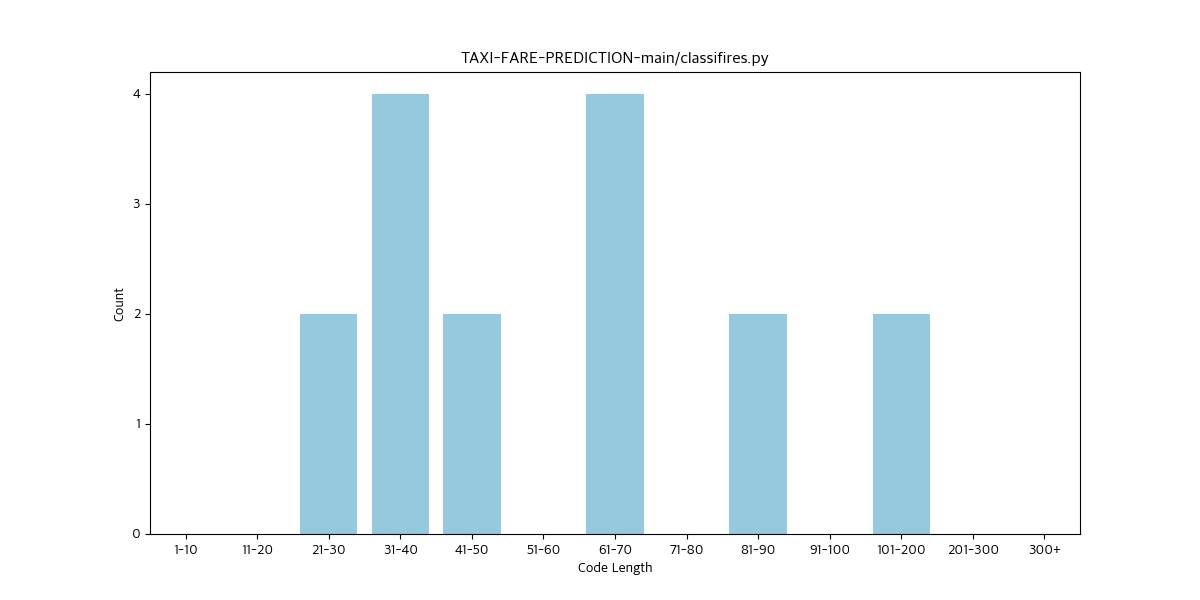 TAXI-FARE-PREDICTION-main/classifires.py
4
3
2
1
0
Count
1-10 11-20 21-30 31-40 41-50 51-60 61-70 71-80 81-90 91-100 101-200 201-300 300+
Code Length